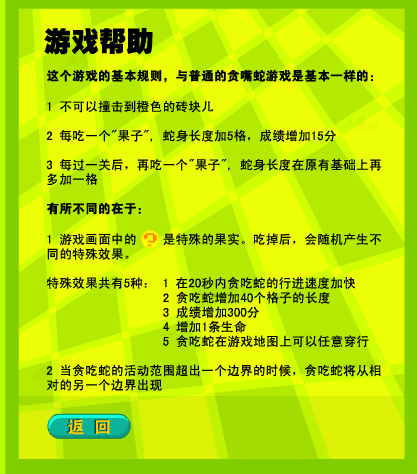 游戏帮助
这个游戏的基本规则，与普通的贪嘴蛇游戏是基本一样的：
1 不可以撞击到橙色的砖块儿
2 每吃一个"果子"，蛇身长度加5格，成绩增加15分
3 每过一关后，再吃一个"果子"，蛇身长度在原有基础上再
多加一格
有所不同的在于：
1 游戏画面中的 ? 是特殊的果实。吃掉后，会随机产生不
同的特殊效果。
特殊效果共有5种： 1 在20秒内贪吃蛇的行进速度加快
2 贪吃蛇增加40个格子的长度
3 成绩增加300分
4 增加1条生命
5 贪吃蛇在游戏地图上可以任意穿行
2 当贪吃蛇的活动范围超出一个边界的时候，贪吃蛇将从相
对的另一个边界出现
返 回